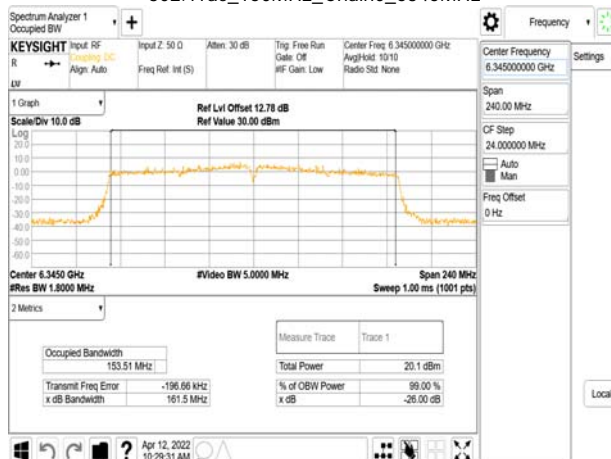 Spectrum Analyzer 1
Occupied BW
+
Frequency
KEYSIGHT
R
Input: RF
Coupling: DC
Align: Auto
Input Z: 50 Ω
Freq Ref: Int (S)
Atten: 30 dB
Trig: Free Run
Gate: Off
#IF Gain: Low
Center Freq: 6.345000000 GHz
Avg|Hold: 10/10
Radio Std: None
Center Frequency
6.345000000 GHz
Settings
Span
240.00 MHz
CF Step
24.000000 MHz
Auto
Man
Freq Offset
0 Hz
1 Graph
Scale/Div 10.0 dB
Ref Lvl Offset 12.78 dB
Ref Value 30.00 dBm
Log
20.0
10.0
0.00
-10.0
-20.0
-30.0
-40.0
-50.0
-60.0
Center 6.3450 GHz
#Res BW 1.8000 MHz
#Video BW 5.0000 MHz
Span 240 MHz
Sweep 1.00 ms (1001 pts)
2 Metrics
Measure Trace
Trace 1
Occupied Bandwidth
153.51 MHz
Total Power
20.1 dBm
Transmit Freq Error
-196.66 kHz
% of OBW Power
99.00 %
x dB Bandwidth
161.5 MHz
x dB
-26.00 dB
Local
?
Apr 12, 2022
10:29:31 AM